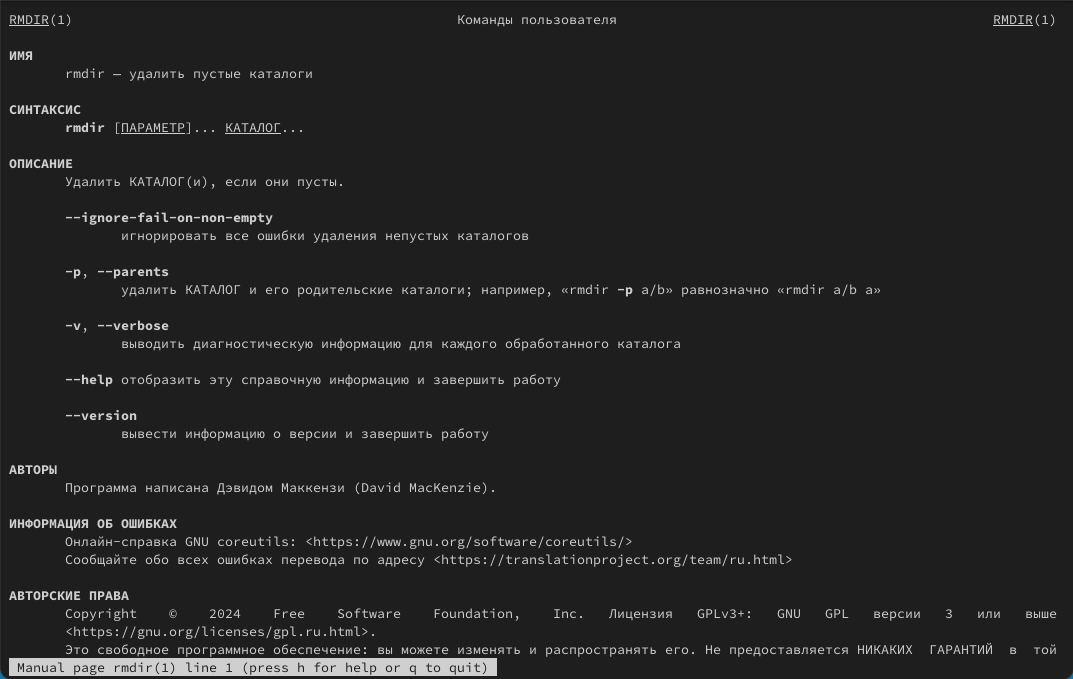 RMDIR(1) Команды пользователя RMDIR(1)
ИМЯ
rmdir — удалить пустые каталоги
СИНТАКСИС
rmdir [ПАРАМЕТР]... КАТАЛОГ...
ОПИСАНИЕ
Удалить КАТАЛОГ(и), если они пусты.
--ignore-fail-on-non-empty
игнорировать все ошибки удаления непустых каталогов
-p, --parents
удалить КАТАЛОГ и его родительские каталоги; например, «rmdir -p a/b» равнозначно «rmdir a/b a»
-v, --verbose
выводить диагностическую информацию для каждого обработанного каталога
--help отобразить эту справочную информацию и завершить работу
--version
вывести информацию о версии и завершить работу
АВТОРЫ
Программа написана Дэвидом Маккензи (David MacKenzie).
ИНФОРМАЦИЯ ОБ ОШИБКАХ
Онлайн-справка GNU coreutils: <https://www.gnu.org/software/coreutils/>
Сообщайте обо всех ошибках перевода по адресу <https://translationproject.org/team/ru.html>
АВТОРСКИЕ ПРАВА
Copyright © 2024 Free Software Foundation, Inc. Лицензия GPLv3+: GNU GPL версии 3 или выше
<https://gnu.org/licenses/gpl.ru.html>.
Это свободное программное обеспечение: вы можете изменять и распространять его. Не предоставляется НИКАКИХ ГАРАНТИЙ в той
Manual page rmdir(1) line 1 (press h for help or q to quit)